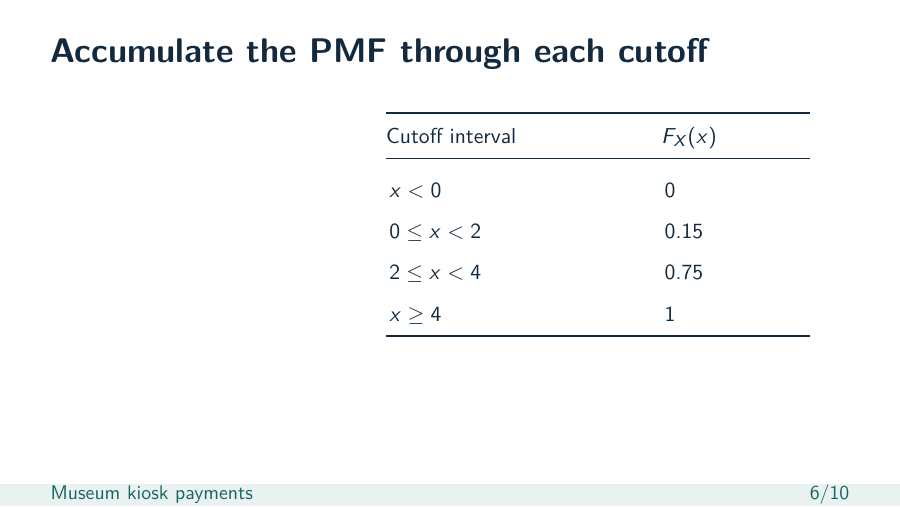 Accumulate the PMF through each cutoff
Cutoff interval F_X(x)
x < 0 0
0 ≤ x < 2 0.15
2 ≤ x < 4 0.75
x ≥ 4 1
Museum kiosk payments 6/10